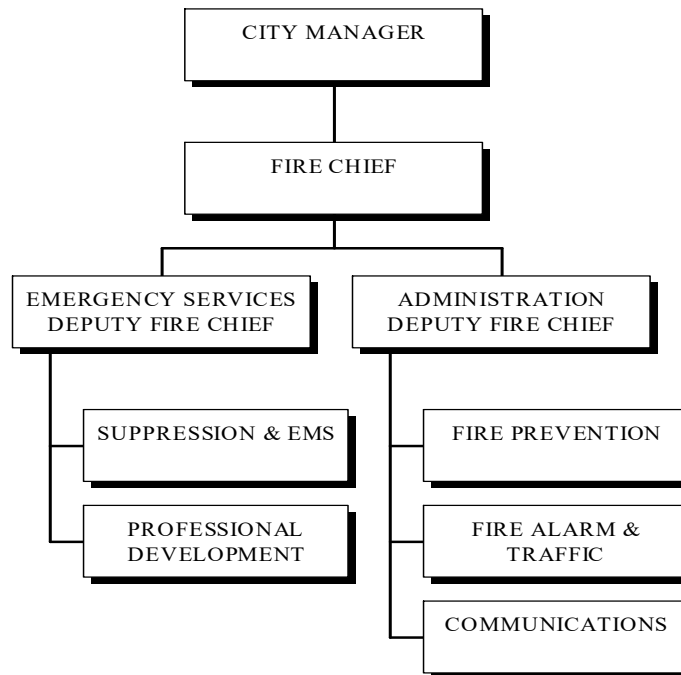 CITY MANAGER
FIRE CHIEF
EMERGENCY SERVICES
DEPUTY FIRE CHIEF
ADMINISTRATION
DEPUTY FIRE CHIEF
SUPPRESSION & EMS
PROFESSIONAL
DEVELOPMENT
FIRE PREVENTION
FIRE ALARM &
TRAFFIC
COMMUNICATIONS